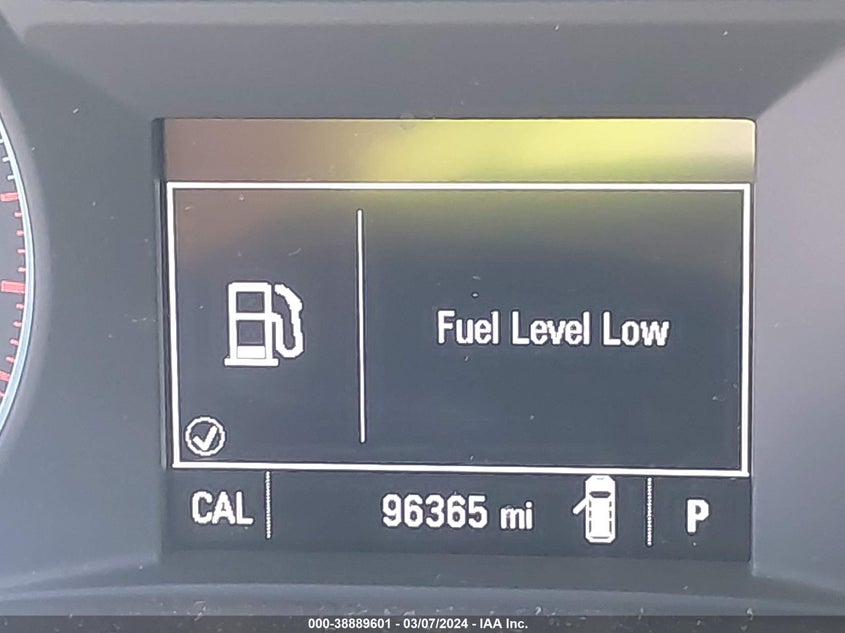 Fuel Level Low
CAL 96365 mi P
000-38889601 - 03/07/2024 - IAA Inc.